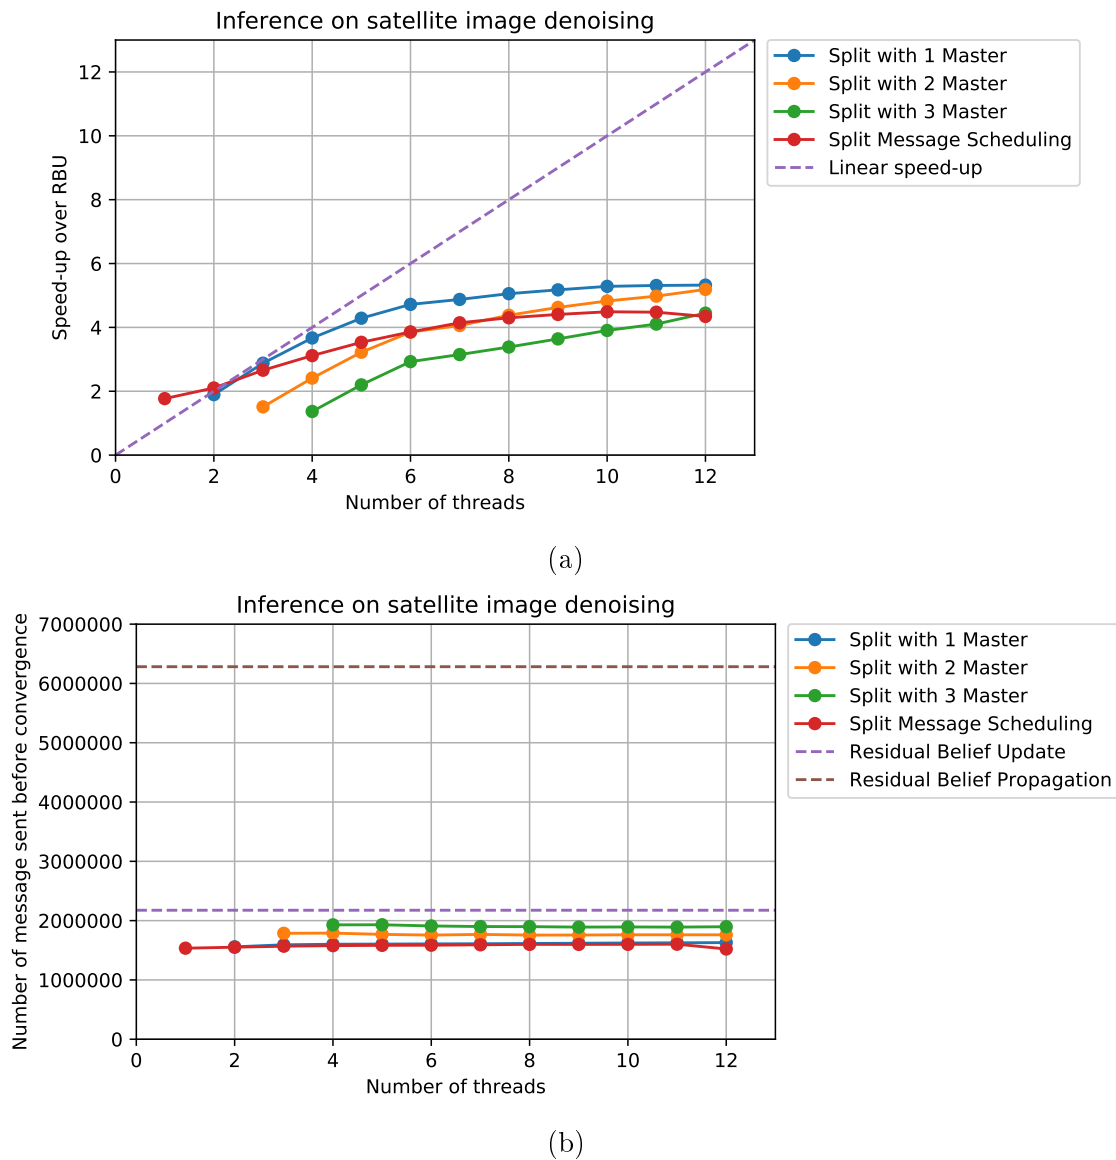 Inference on satellite image denoising
Speed-up over RBU
12
10
8
6
4
2
0
0 2 4 6 8 10 12
Number of threads
Split with 1 Master
Split with 2 Master
Split with 3 Master
Split Message Scheduling
Linear speed-up
(a)
Inference on satellite image denoising
Number of message sent before convergence
7000000
6000000
5000000
4000000
3000000
2000000
1000000
0
0 2 4 6 8 10 12
Number of threads
Split with 1 Master
Split with 2 Master
Split with 3 Master
Split Message Scheduling
Residual Belief Update
Residual Belief Propagation
(b)